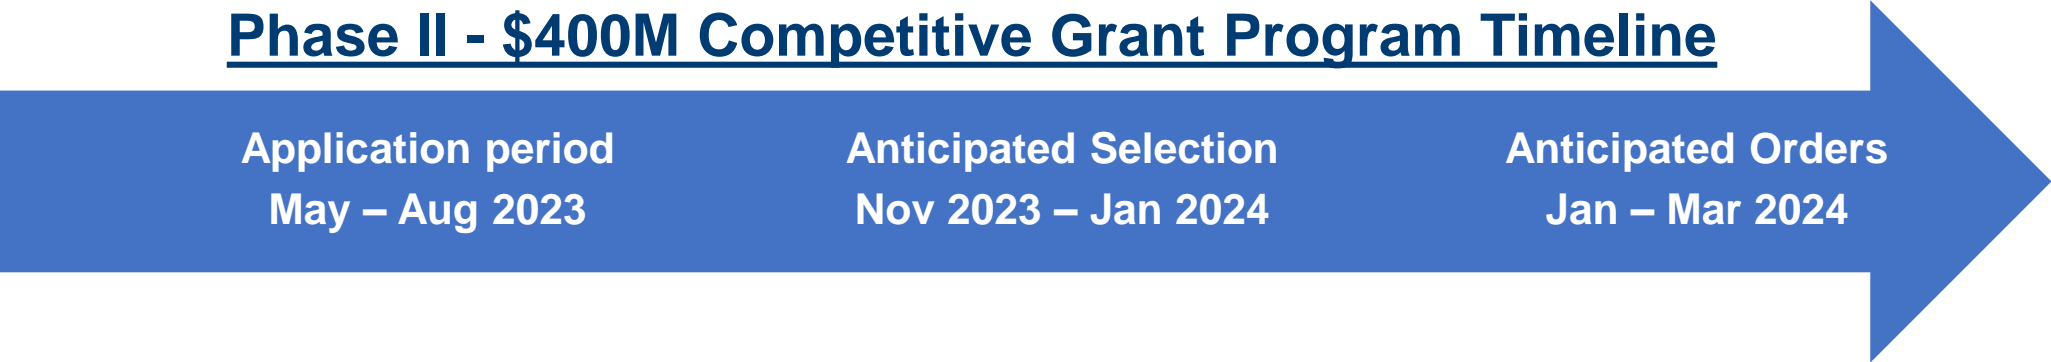 Phase II - $400M Competitive Grant Program Timeline
Application period
May – Aug 2023
Anticipated Selection
Nov 2023 – Jan 2024
Anticipated Orders
Jan – Mar 2024